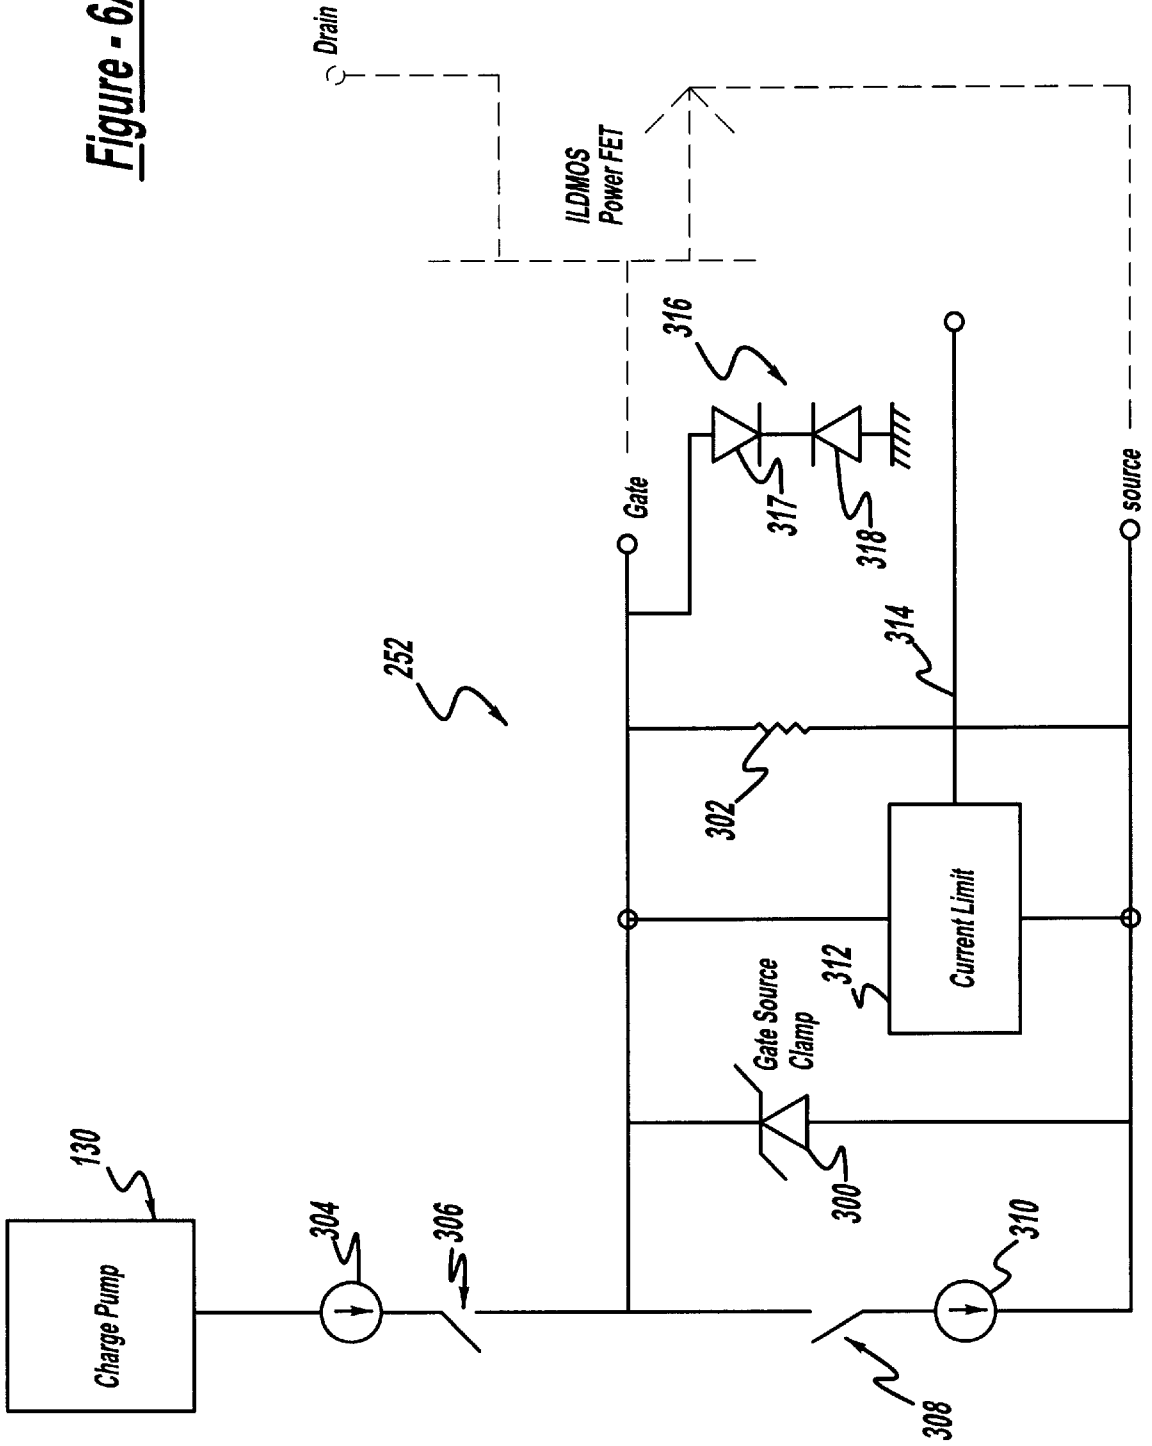 Figure - 6
Drain
ILDMOS
Power FET
316
Gate
317
318
source
252
314
302
312
Current Limit
Gate Source
Clamp
300
130
Charge Pump
304
306
310
308